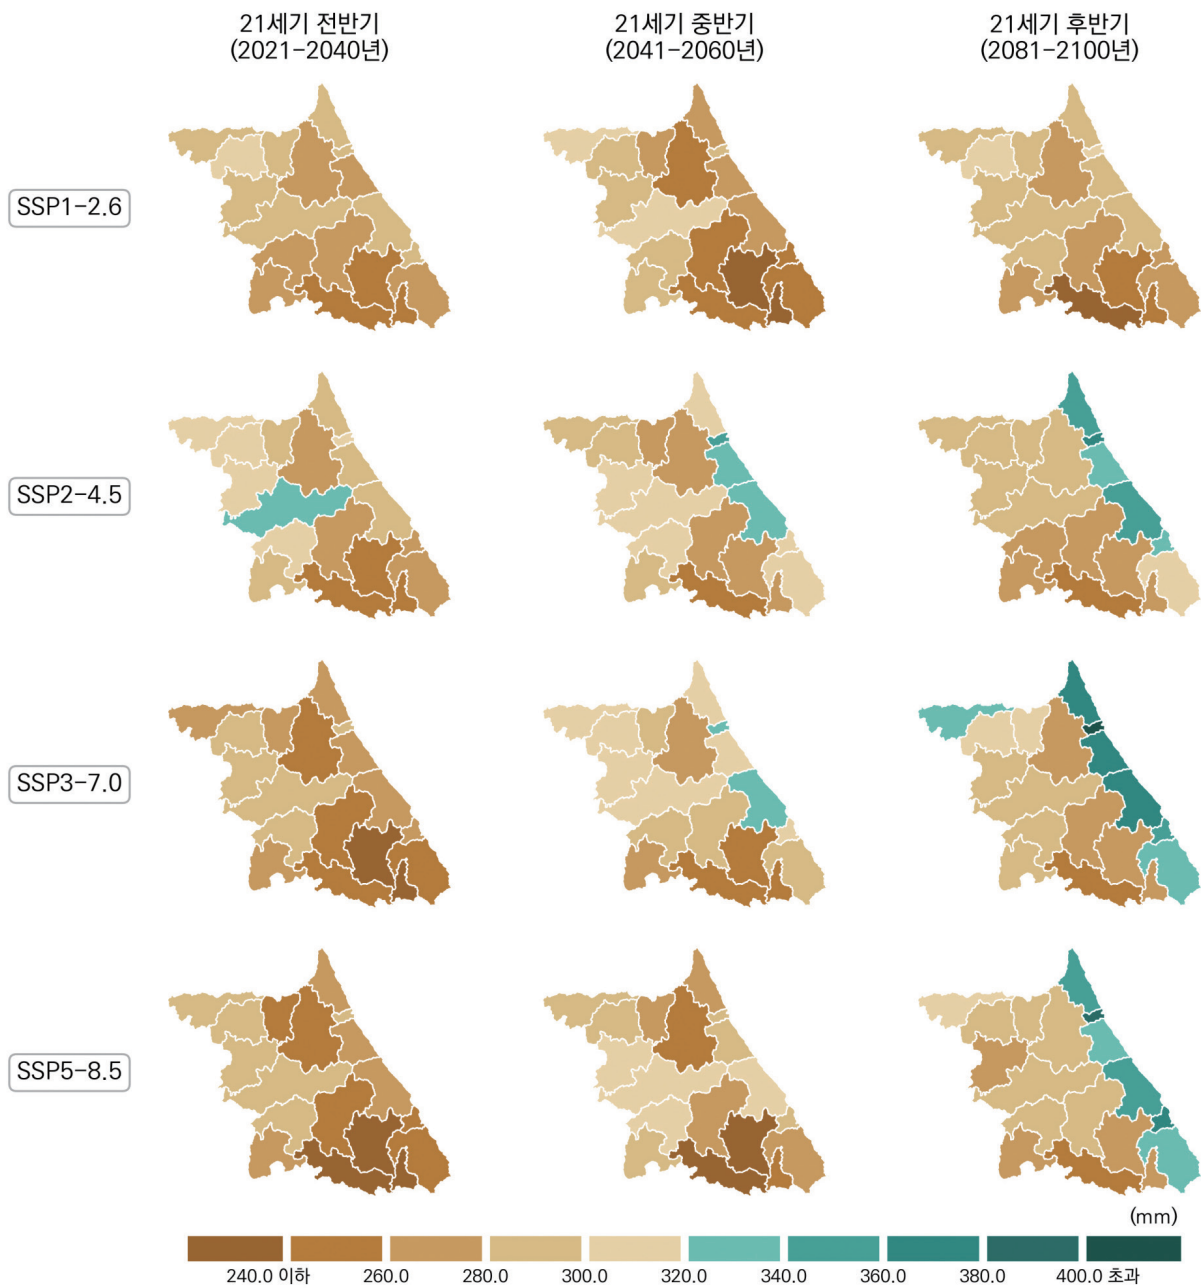 21세기 전반기
(2021-2040년)
21세기 중반기
(2041-2060년)
21세기 후반기
(2081-2100년)
SSP1-2.6
SSP2-4.5
SSP3-7.0
SSP5-8.5
(mm)
240.0 이하 260.0 280.0 300.0 320.0 340.0 360.0 380.0 400.0 초과